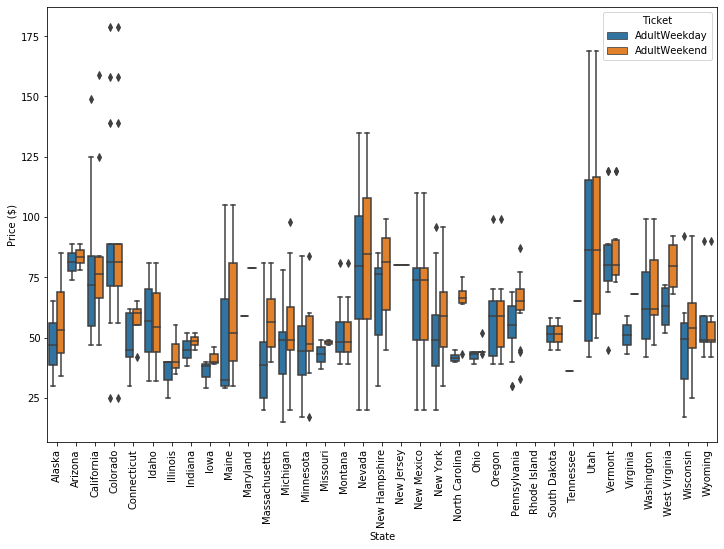 Ticket
AdultWeekday
AdultWeekend
Price ($)
175
150
125
100
75
50
25
Alaska
Arizona
California
Colorado
Connecticut
Idaho
Illinois
Indiana
Iowa
Maine
Maryland
Massachusetts
Michigan
Minnesota
Missouri
Montana
Nevada
New Hampshire
New Jersey
New Mexico
New York
North Carolina
Ohio
Oregon
Pennsylvania
Rhode Island
South Dakota
Tennessee
Utah
Vermont
Virginia
Washington
West Virginia
Wisconsin
Wyoming
State